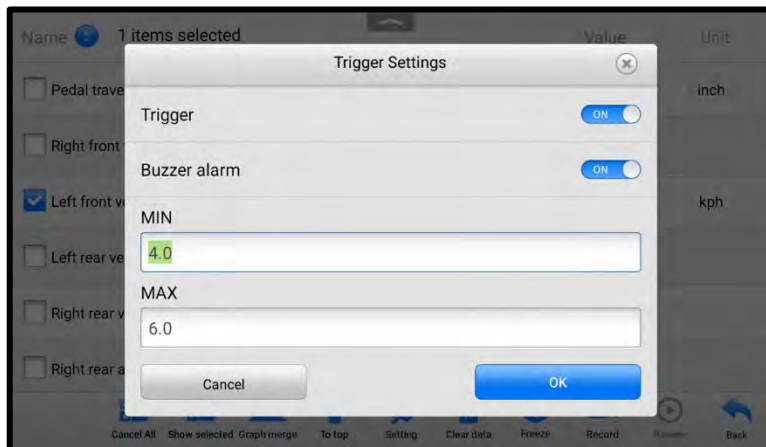 Name 1 items selected Value Unit
Trigger Settings
Pedal trave inch
Trigger ON
Right front
Buzzer alarm ON
Left front ve kph
MIN
4.0
Left rear ve
MAX
Right rear v
6.0
Right rear a
Cancel OK
Cancel All Show selected Graph merge To top Setting Clear data Freeze Record Back